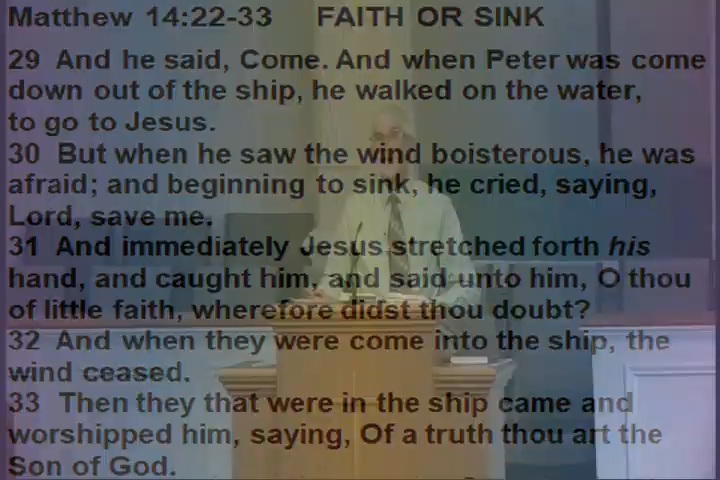 Matthew 14:22-33 FAITH OR SINK
29 And he said, Come. And when Peter was come
down out of the ship, he walked on the water,
to go to Jesus.
30 But when he saw the wind boisterous, he was
afraid; and beginning to sink, he cried, saying,
Lord, save me.
31 And immediately Jesus stretched forth his
hand, and caught him, and said unto him, O thou
of little faith, wherefore didst thou doubt?
32 And when they were come into the ship, the
wind ceased.
33 Then they that were in the ship came and
worshipped him, saying, Of a truth thou art the
Son of God.